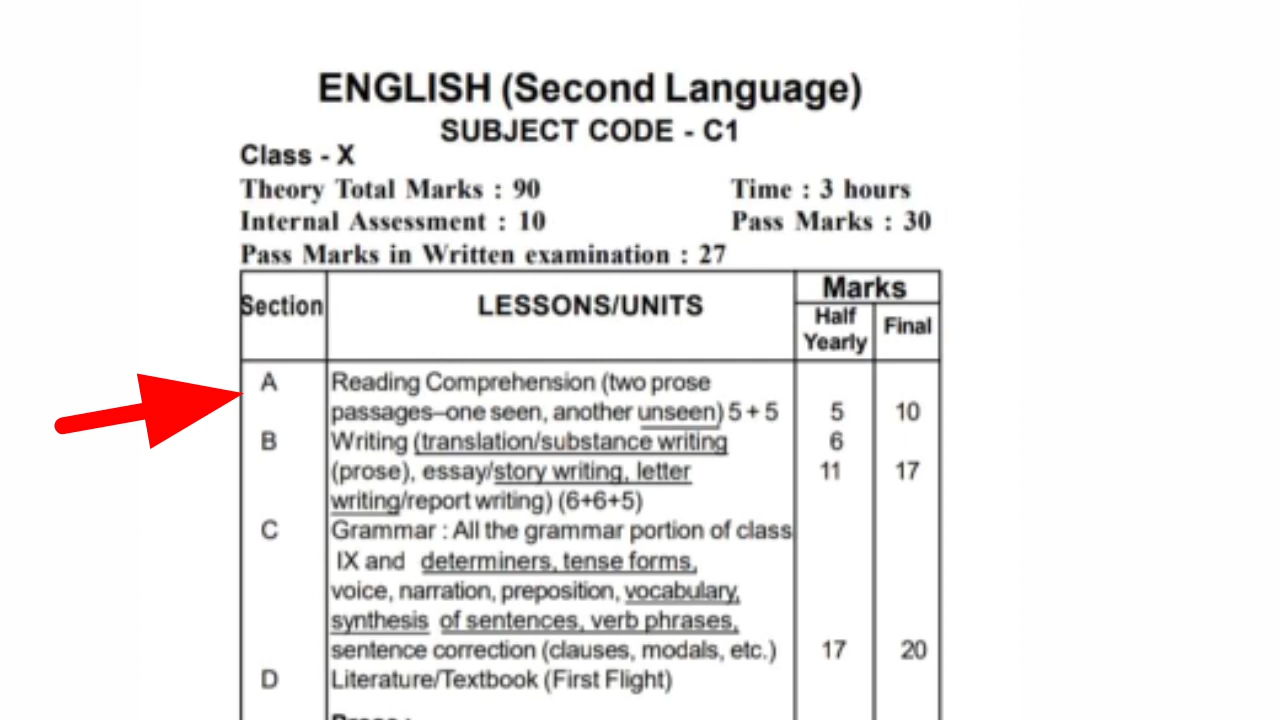 ENGLISH (Second Language)
SUBJECT CODE - C1
Class - X
Theory Total Marks : 90 Time : 3 hours
Internal Assessment : 10 Pass Marks : 30
Pass Marks in Written examination : 27
Section LESSONS/UNITS Marks
Half Yearly Final
A Reading Comprehension (two prose
passages–one seen, another unseen) 5 + 5 5 10
B Writing (translation/substance writing 6
(prose), essay/story writing, letter 11 17
writing/report writing) (6+6+5)
C Grammar : All the grammar portion of class
IX and determiners, tense forms,
voice, narration, preposition, vocabulary,
synthesis of sentences, verb phrases,
sentence correction (clauses, modals, etc.) 17 20
D Literature/Textbook (First Flight)